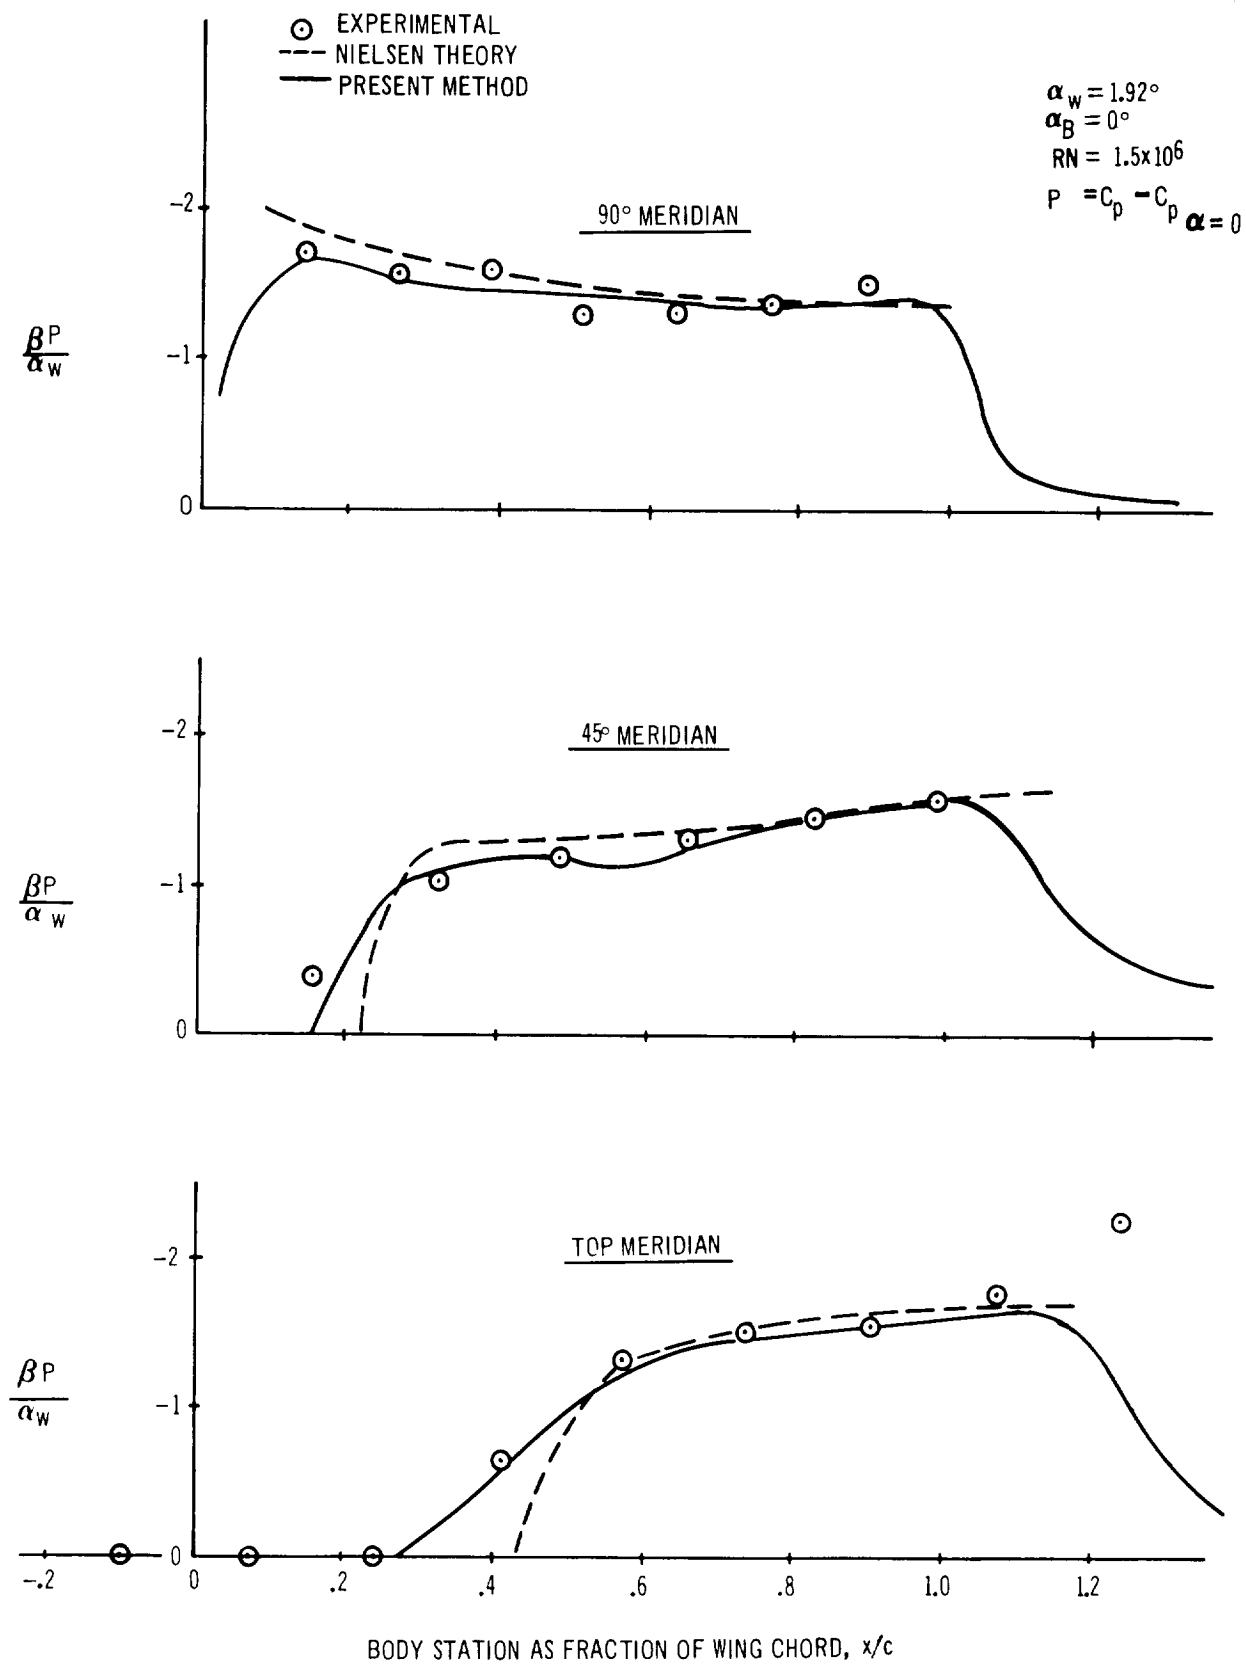 EXPERIMENTAL
NIELSEN THEORY
PRESENT METHOD
α_w = 1.92°
α_B = 0°
RN = 1.5x10⁶
P = C_p - C_p α = 0
90° MERIDIAN
-2
-1
0
βP
α_w
45° MERIDIAN
-2
-1
0
βP
α_w
TOP MERIDIAN
-2
-1
0
βP
α_w
-.2 0 .2 .4 .6 .8 1.0 1.2
BODY STATION AS FRACTION OF WING CHORD, x/c